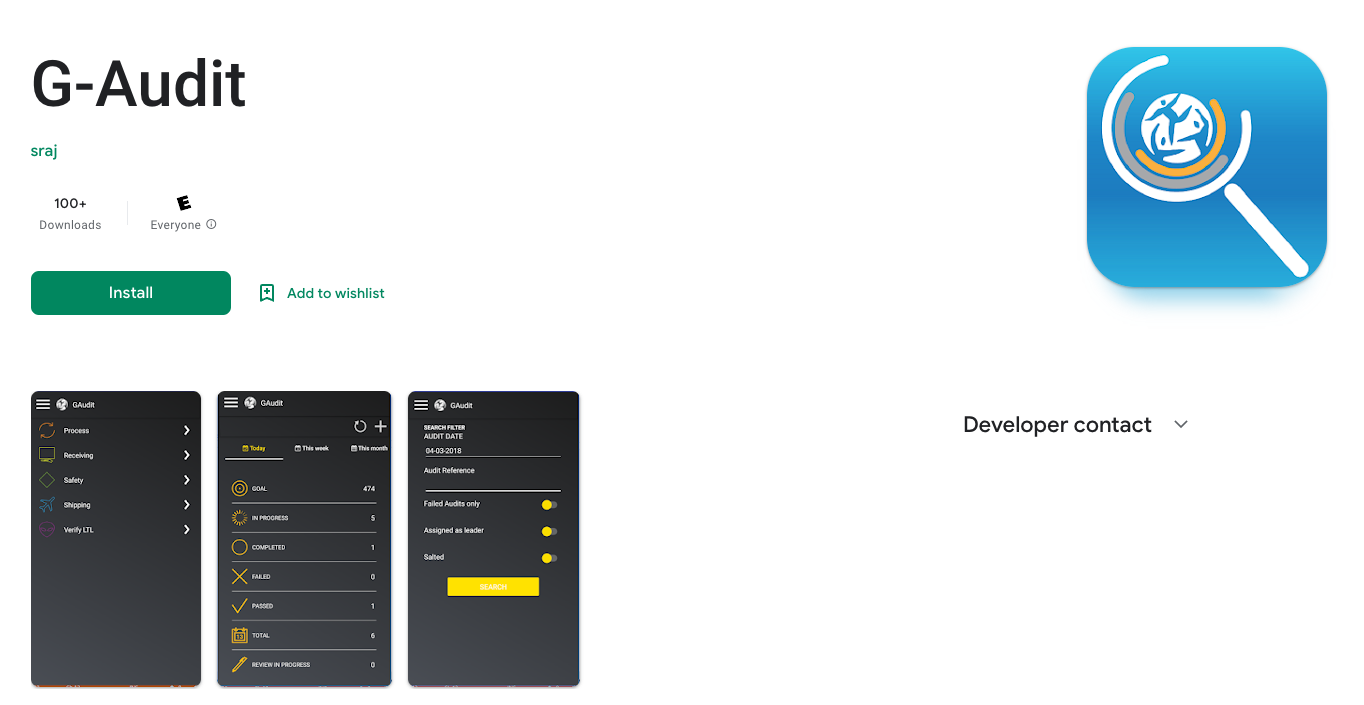 G-Audit
sraj
100+
Downloads
E
Everyone
Install
Add to wishlist
GAudit
Process
Receiving
Safety
Shipping
Verify LTL
GAudit
Today
This week
This month
GOAL 474
IN PROGRESS 5
COMPLETED 1
FAILED 0
PASSED 1
13
TOTAL 6
REVIEW IN PROGRESS 0
GAudit
SEARCH FILTER
AUDIT DATE
04-03-2018
Audit Reference
Failed Audits only
Assigned as leader
Salted
SEARCH
Developer contact